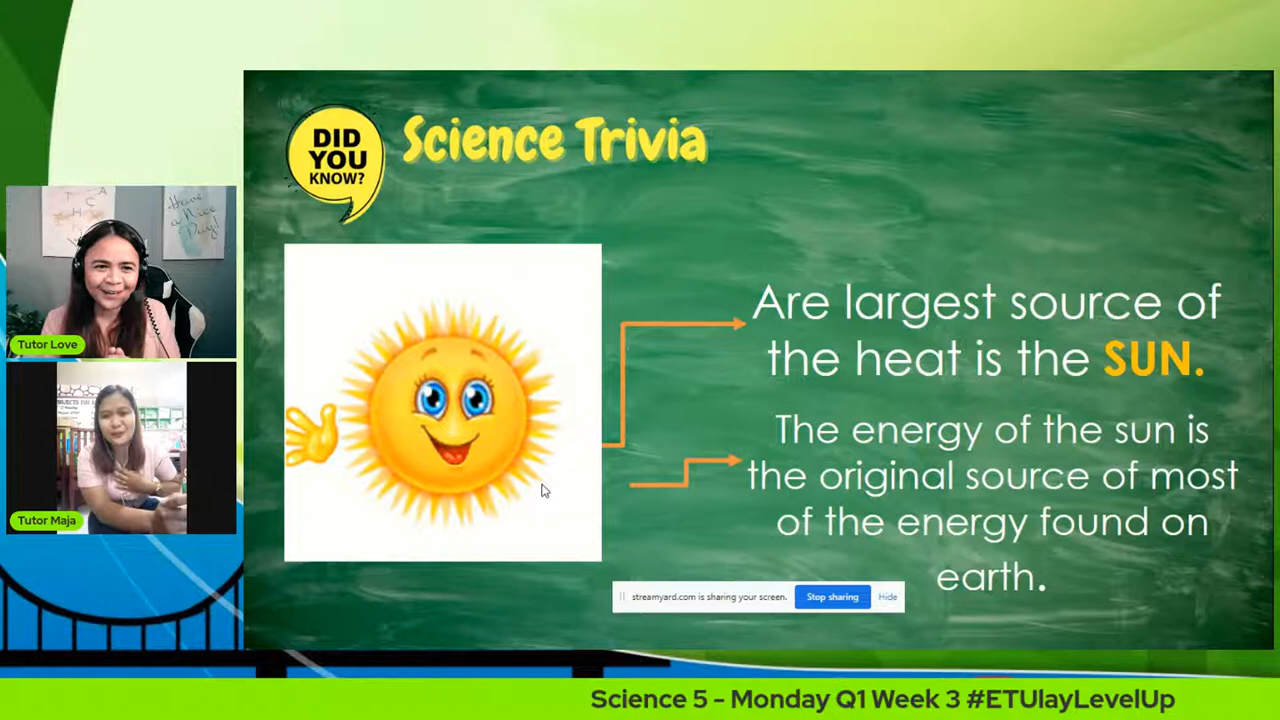 DID
YOU
KNOW?
Science Trivia
Are largest source of
the heat is the SUN.
The energy of the sun is
the original source of most
of the energy found on
earth.
Have
a Nice
Day!
Tutor Love
Tutor Maja
streamyard.com is sharing your screen.
Stop sharing
Hide
Science 5 - Monday Q1 Week 3 #ETUlayLevelUp